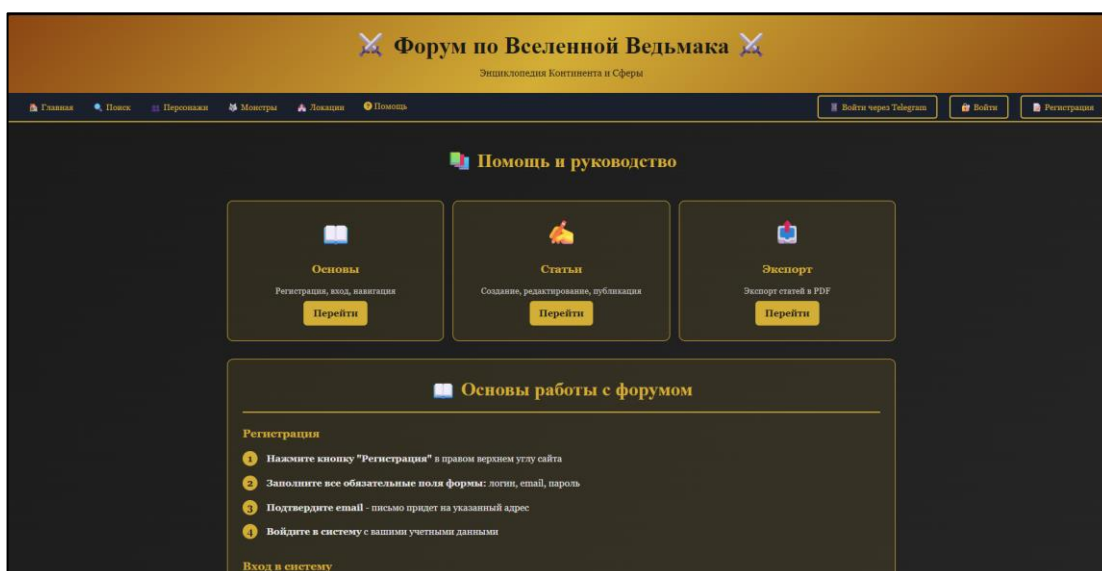 Форум по Вселенной Ведьмака
Энциклопедия Континента и Сферы
Главная Поиск Персонажи Монстры Локации Помощь Войти через Telegram Войти Регистрация
Помощь и руководство
Основы Статьи Экспорт
Регистрация, вход, навигация Создание, редактирование, публикация Экспорт статей в PDF
Перейти Перейти Перейти
Основы работы с форумом
Регистрация
1 Нажмите кнопку "Регистрация" в правом верхнем углу сайта
2 Заполните все обязательные поля формы: логин, email, пароль
3 Подтвердите email - письмо придет на указанный адрес
4 Войдите в систему с вашими учетными данными
Вход в систему